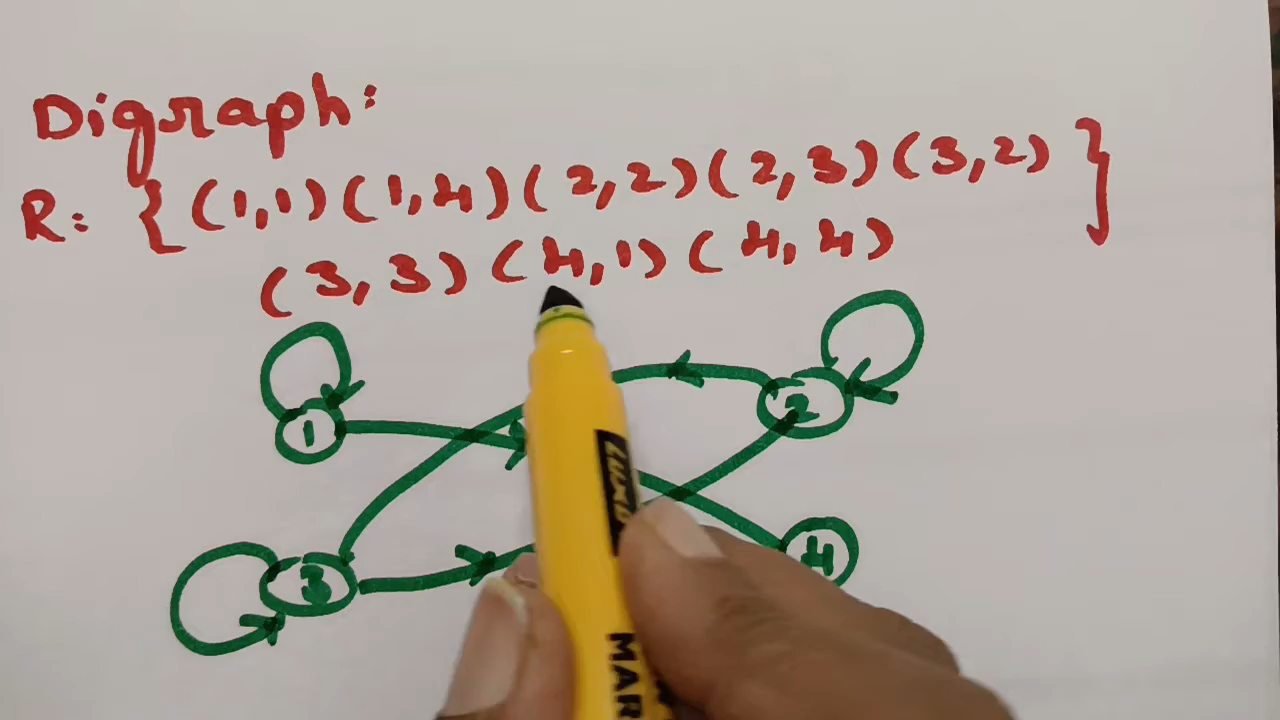 Digraph:
R: {(1,1)(1,4)(2,2)(2,3)(3,2)}
(3,3)(4,1)(4,4)
1
2
3
4
MAR